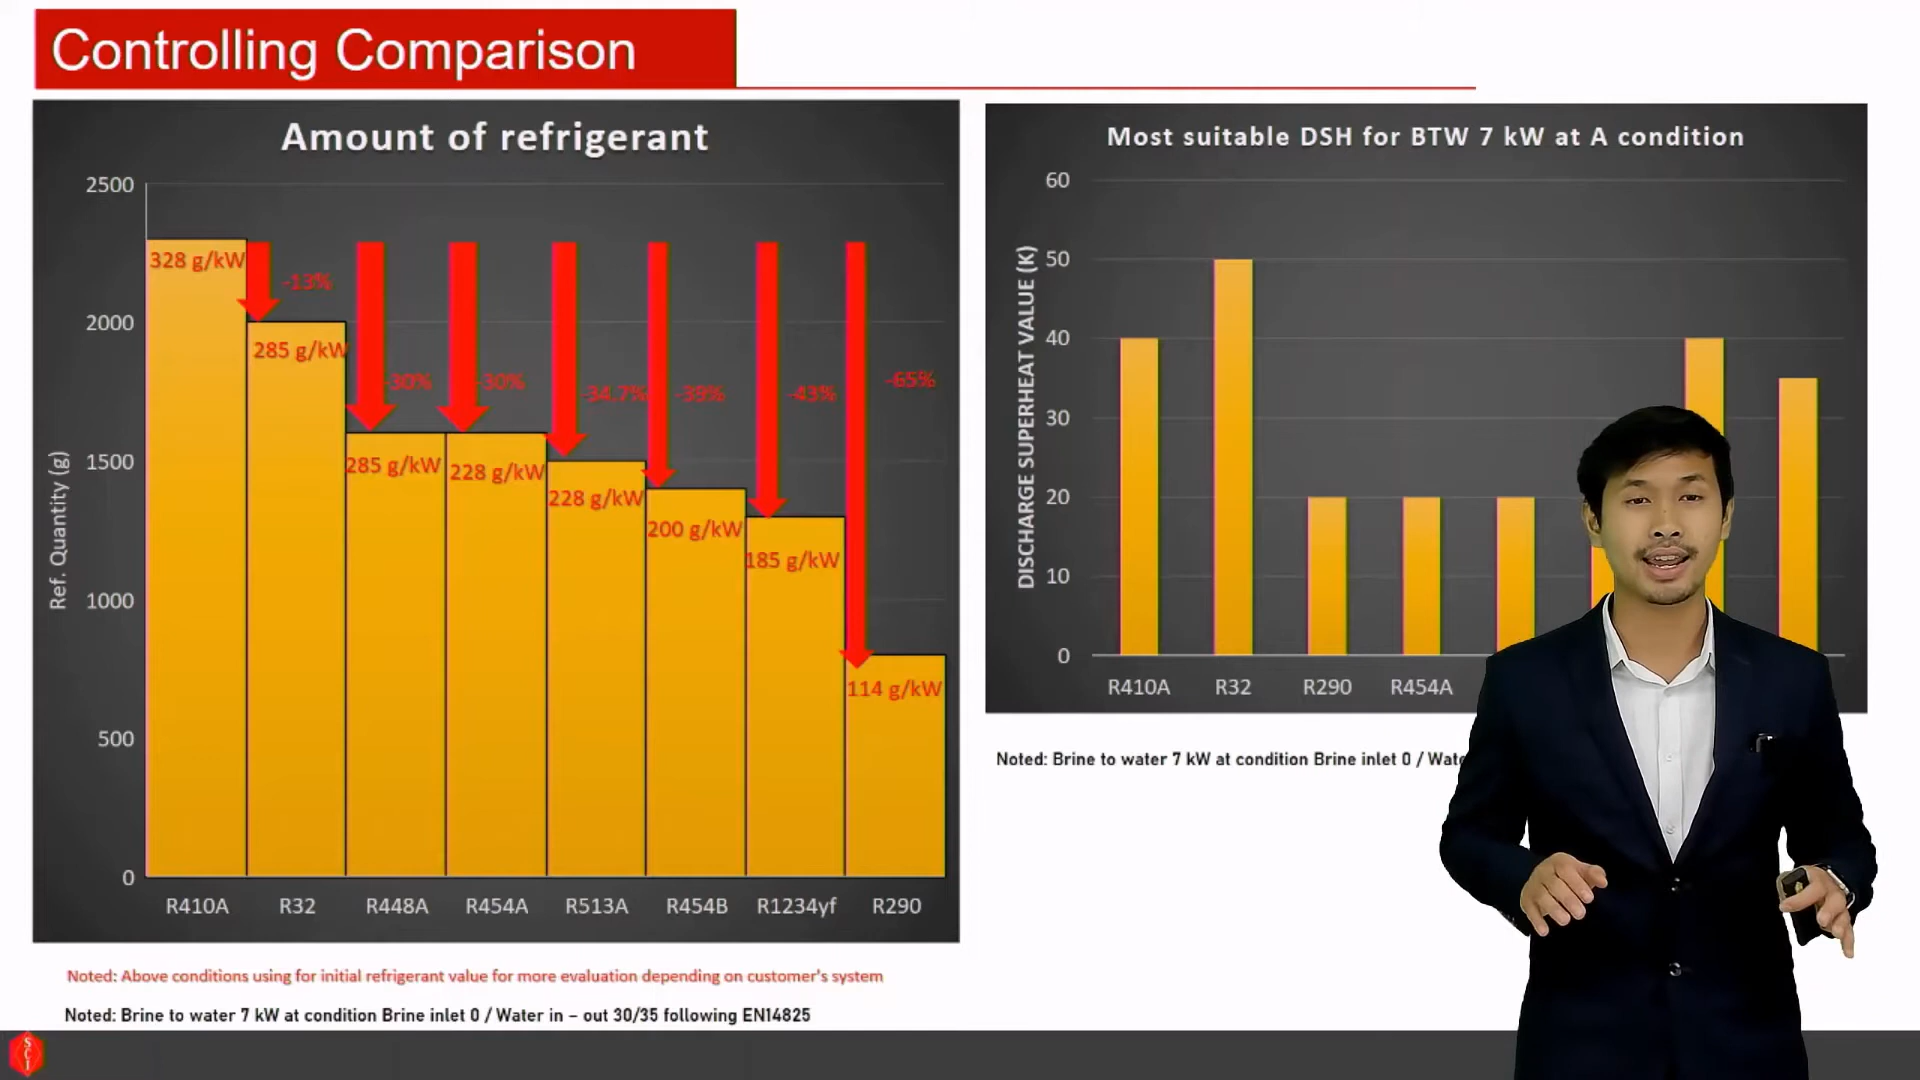 Controlling Comparison
Amount of refrigerant
2500
2000
1500
1000
500
0
Ref. Quantity (g)
328 g/kW
-13%
285 g/kW
-30%
285 g/kW
-30%
228 g/kW
-34.7%
228 g/kW
-39%
200 g/kW
-43%
185 g/kW
-65%
114 g/kW
R410A R32 R448A R454A R513A R454B R1234yf R290
Noted: Above conditions using for initial refrigerant value for more evaluation depending on customer's system
Noted: Brine to water 7 kW at condition Brine inlet 0 / Water in – out 30/35 following EN14825
Most suitable DSH for BTW 7 kW at A condition
60
50
40
30
20
10
0
DISCHARGE SUPERHEAT VALUE (K)
R410A R32 R290 R454A
Noted: Brine to water 7 kW at condition Brine inlet 0 /
SCI